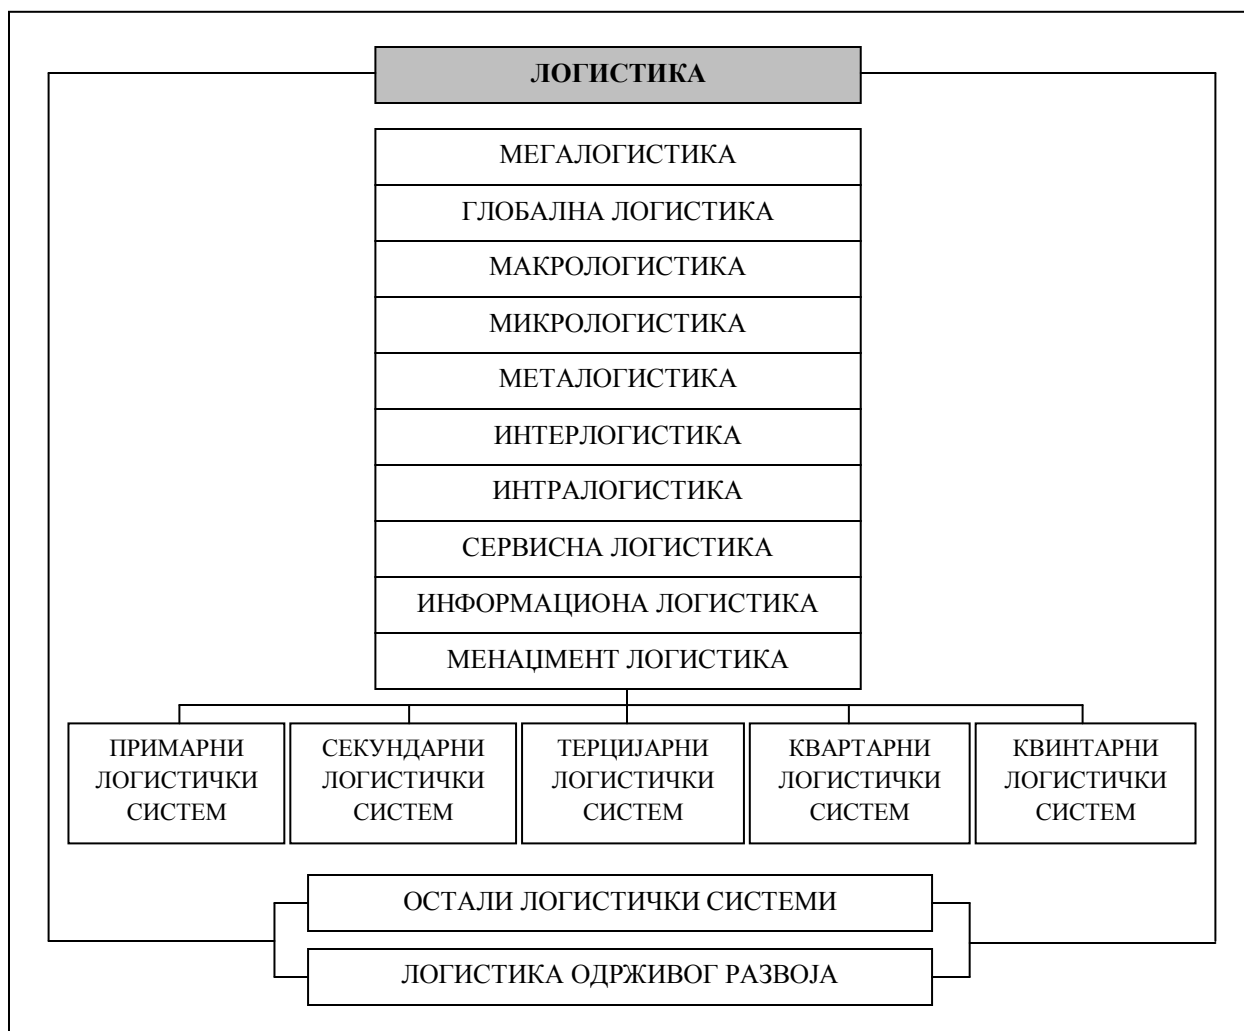 ЛОГИСТИКА
МЕГАЛОГИСТИКА
ГЛОБАЛНА ЛОГИСТИКА
МАКРОЛОГИСТИКА
МИКРОЛОГИСТИКА
МЕТАЛОГИСТИКА
ИНТЕРЛОГИСТИКА
ИНТРАЛОГИСТИКА
СЕРВИСНА ЛОГИСТИКА
ИНФОРМАЦИОНА ЛОГИСТИКА
МЕНАЏМЕНТ ЛОГИСТИКА
ПРИМАРНИ
ЛОГИСТИЧКИ
СИСТЕМ
СЕКУНДАРНИ
ЛОГИСТИЧКИ
СИСТЕМ
ТЕРЦИЈАРНИ
ЛОГИСТИЧКИ
СИСТЕМ
КВАРТАРНИ
ЛОГИСТИЧКИ
СИСТЕМ
КВИНТАРНИ
ЛОГИСТИЧКИ
СИСТЕМ
ОСТАЛИ ЛОГИСТИЧКИ СИСТЕМИ
ЛОГИСТИКА ОДРЖИВОГ РАЗВОЈА